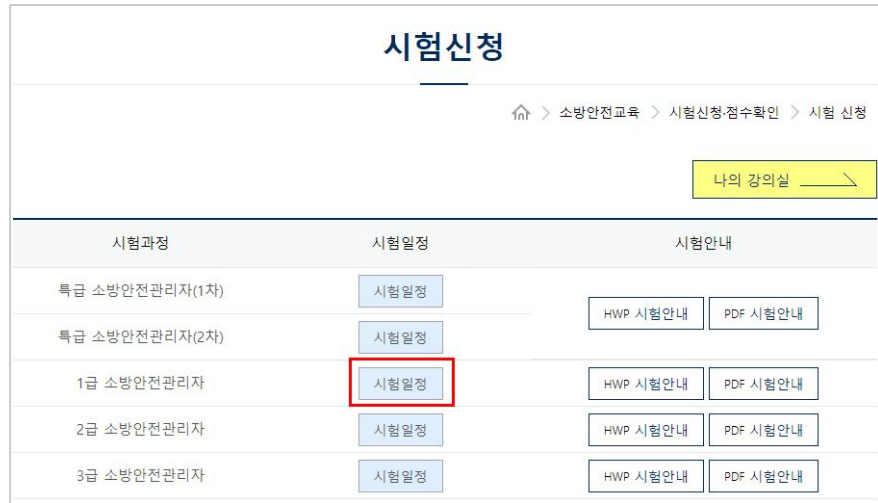 시험신청
소방안전교육 > 시험신청·점수확인 > 시험 신청
나의 강의실
시험과정 시험일정 시험안내
특급 소방안전관리자(1차) 시험일정
HWP 시험안내 PDF 시험안내
특급 소방안전관리자(2차) 시험일정
1급 소방안전관리자 시험일정 HWP 시험안내 PDF 시험안내
2급 소방안전관리자 시험일정 HWP 시험안내 PDF 시험안내
3급 소방안전관리자 시험일정 HWP 시험안내 PDF 시험안내